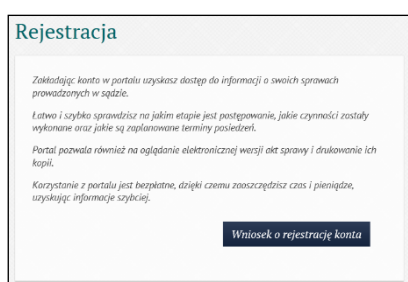 Rejestracja
Zakładając konto w portalu uzyskasz dostęp do informacji o swoich sprawach
prowadzonych w sądzie.
Łatwo i szybko sprawdzisz na jakim etapie jest postępowanie, jakie czynności zostały
wykonane oraz jakie są zaplanowane terminy posiedzeń.
Portal pozwala również na oglądanie elektronicznej wersji akt sprawy i drukowanie ich
kopii.
Korzystanie z portalu jest bezpłatne, dzięki czemu zaoszczędzisz czas i pieniądze,
uzyskując informacje szybciej.
Wniosek o rejestrację konta